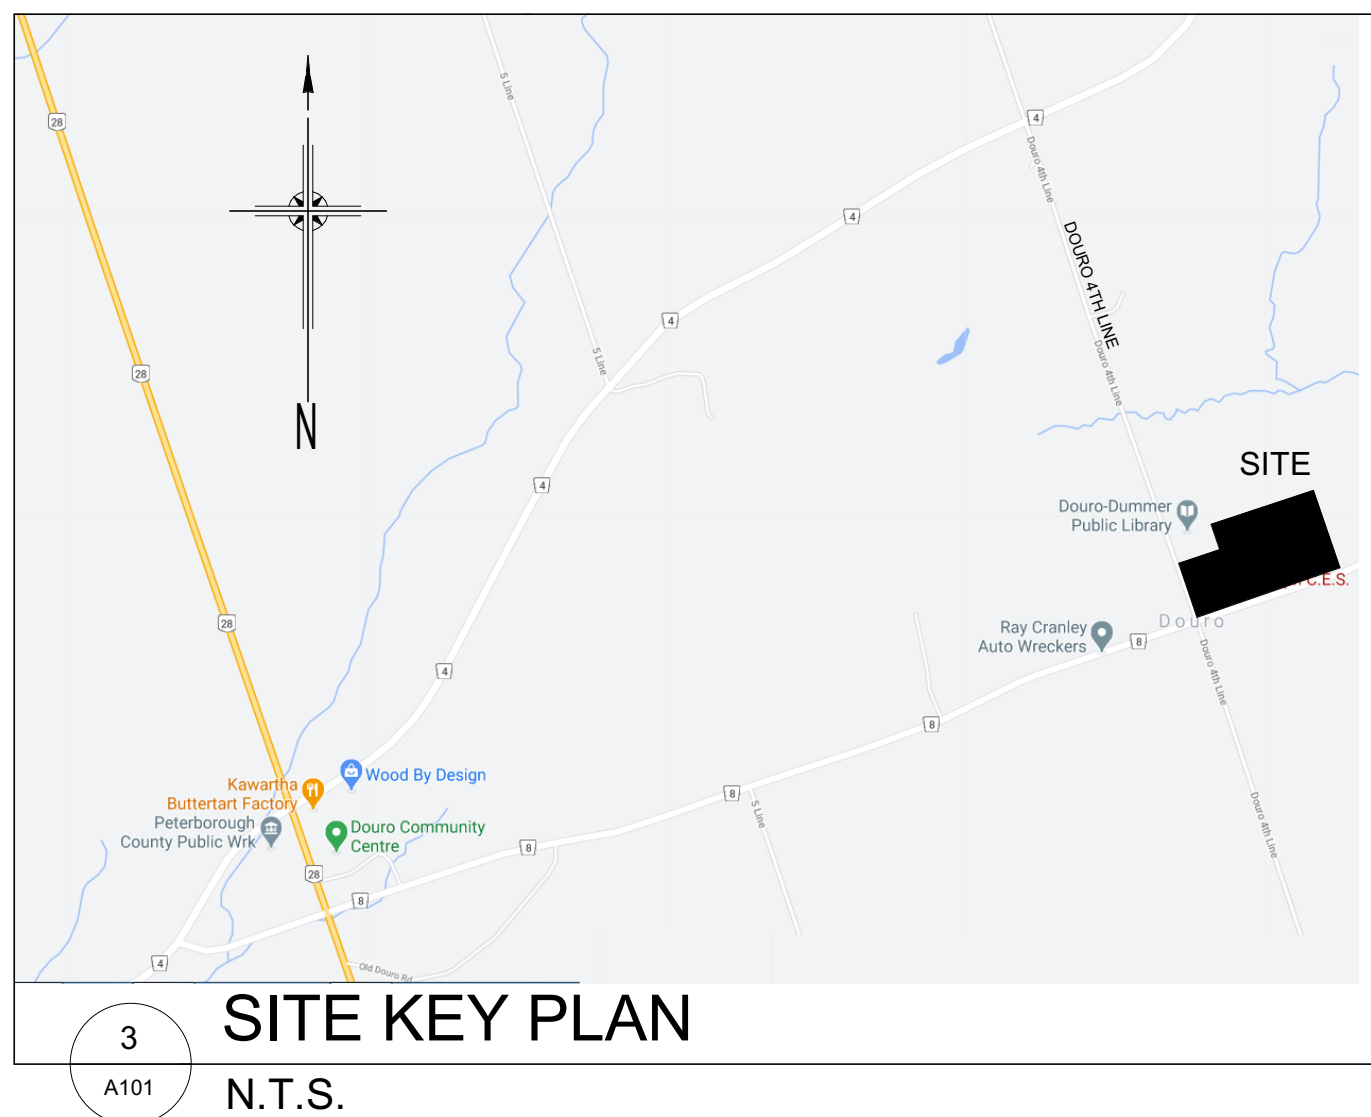 5 Line
4
28
Douro 4th Line
4
DOURO 4TH LINE
4
28
5 Line
Douro 4th Line
N
SITE
4
Douro-Dummer
Public Library
C.E.S.
Douro
28
Ray Cranley
Auto Wreckers
8
4
Douro 4th Line
8
Wood By Design
Kawartha
Buttertart Factory
8
5 Line
Peterborough
County Public Wrk
Douro Community
Centre
Douro 4th Line
8
28
8
4
Old Douro Rd
SITE KEY PLAN
3
A101
N.T.S.